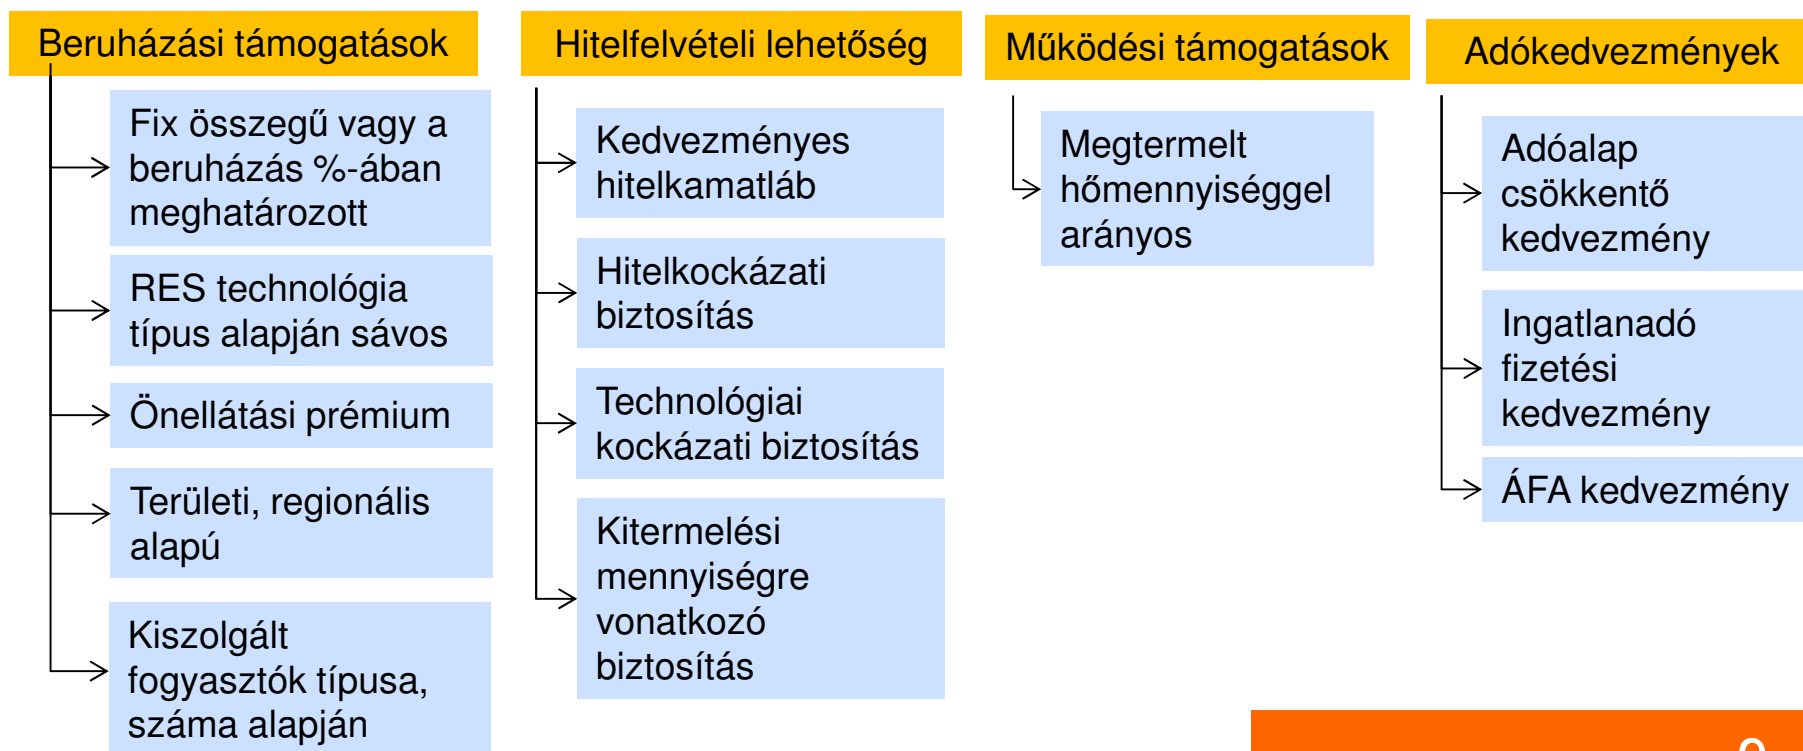 Beruházási támogatások
Fix összegű vagy a
beruházás %-ában
meghatározott
RES technológia
típus alapján sávos
Önellátási prémium
Területi, regionális
alapú
Kiszolgált
fogyasztók típusa,
száma alapján
Hitelfelvételi lehetőség
Kedvezményes
hitelkamatláb
Hitelkockázati
biztosítás
Technológiai
kockázati biztosítás
Kitermelési
mennyiségre
vonatkozó
biztosítás
Működési támogatások
Megtermelt
hőmennyiséggel
arányos
Adókedvezmények
Adóalap
csökkentő
kedvezmény
Ingatlanadó
fizetési
kedvezmény
ÁFA kedvezmény